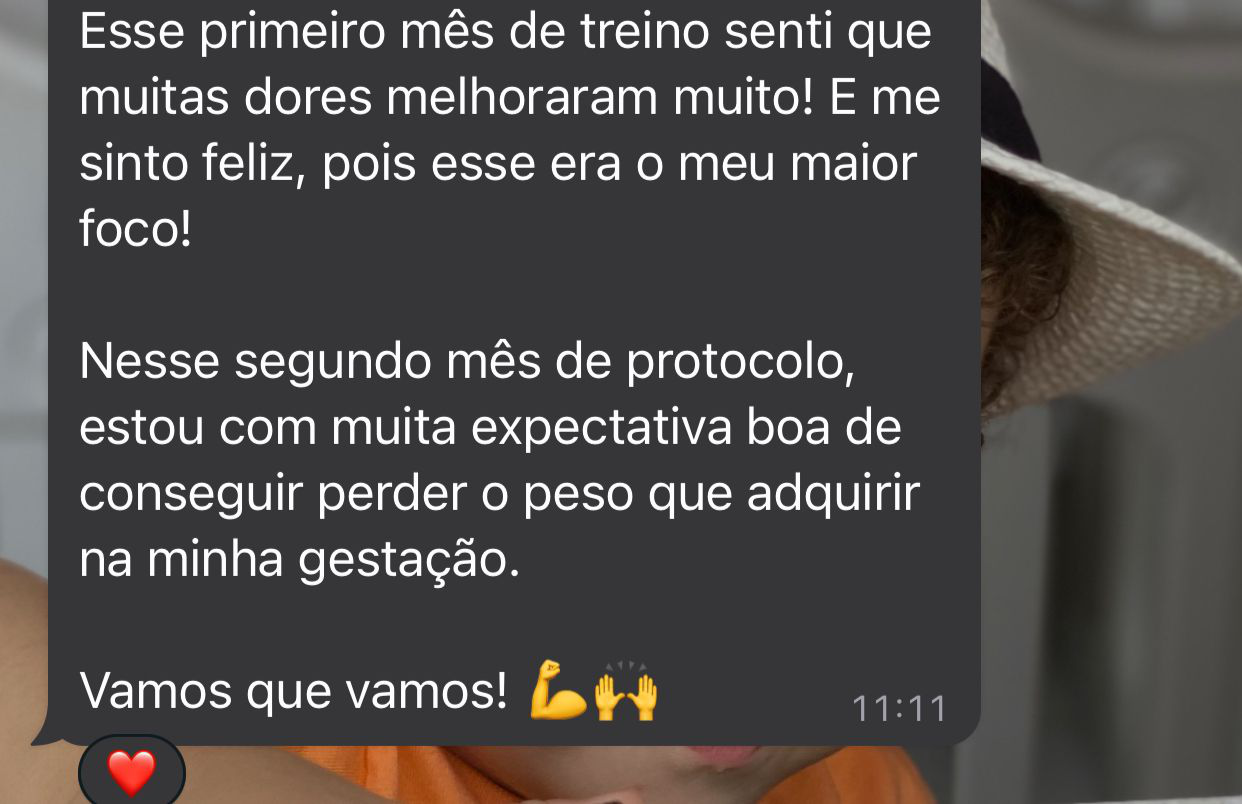 Esse primeiro mês de treino senti que
muitas dores melhoraram muito! E me
sinto feliz, pois esse era o meu maior
foco!
Nesse segundo mês de protocolo,
estou com muita expectativa boa de
conseguir perder o peso que adquirir
na minha gestação.
Vamos que vamos! 💪🙌
11:11